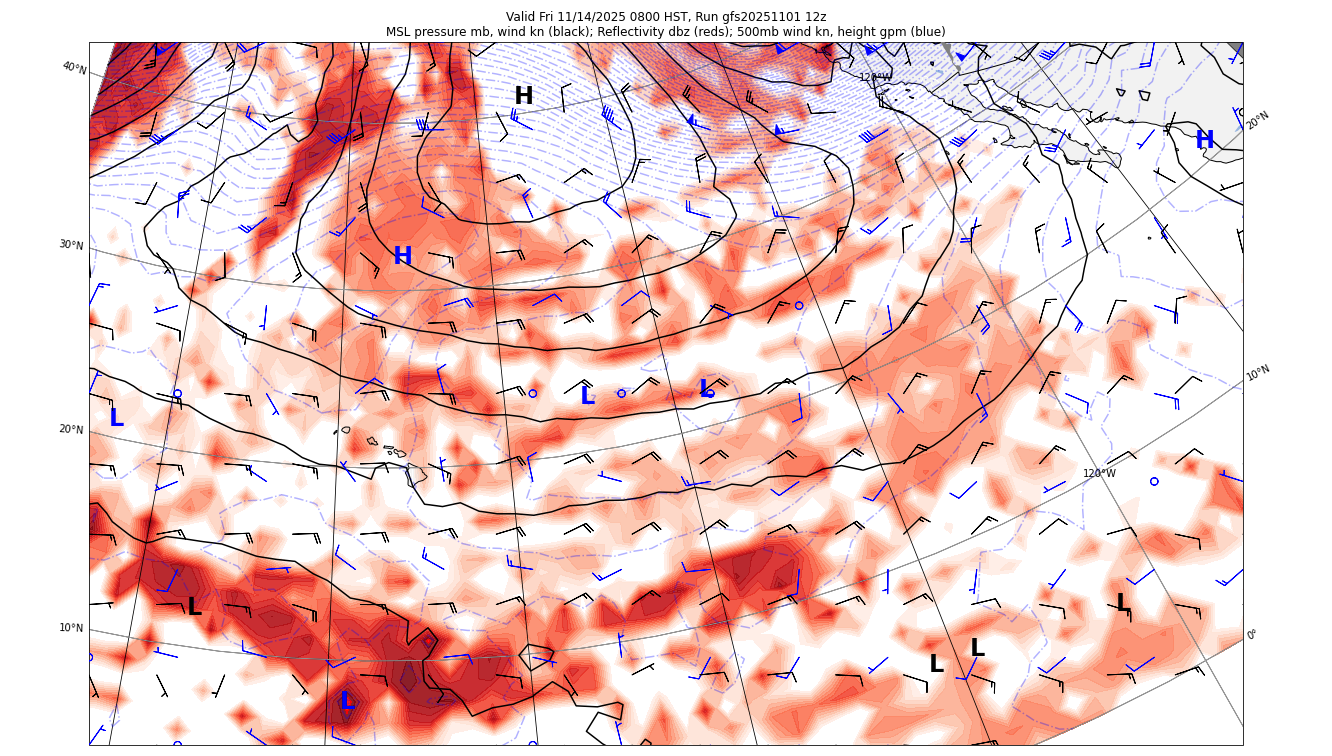 Valid Fri 11/14/2025 0800 HST, Run gfs20251101 12z
MSL pressure mb, wind kn (black); Reflectivity dbz (reds); 500mb wind kn, height gpm (blue)
40°N
120°W
H
20°N
H
30°N
H
10°N
L
L
L
20°N
120°W
L
L
10°N
0°
L
L
L